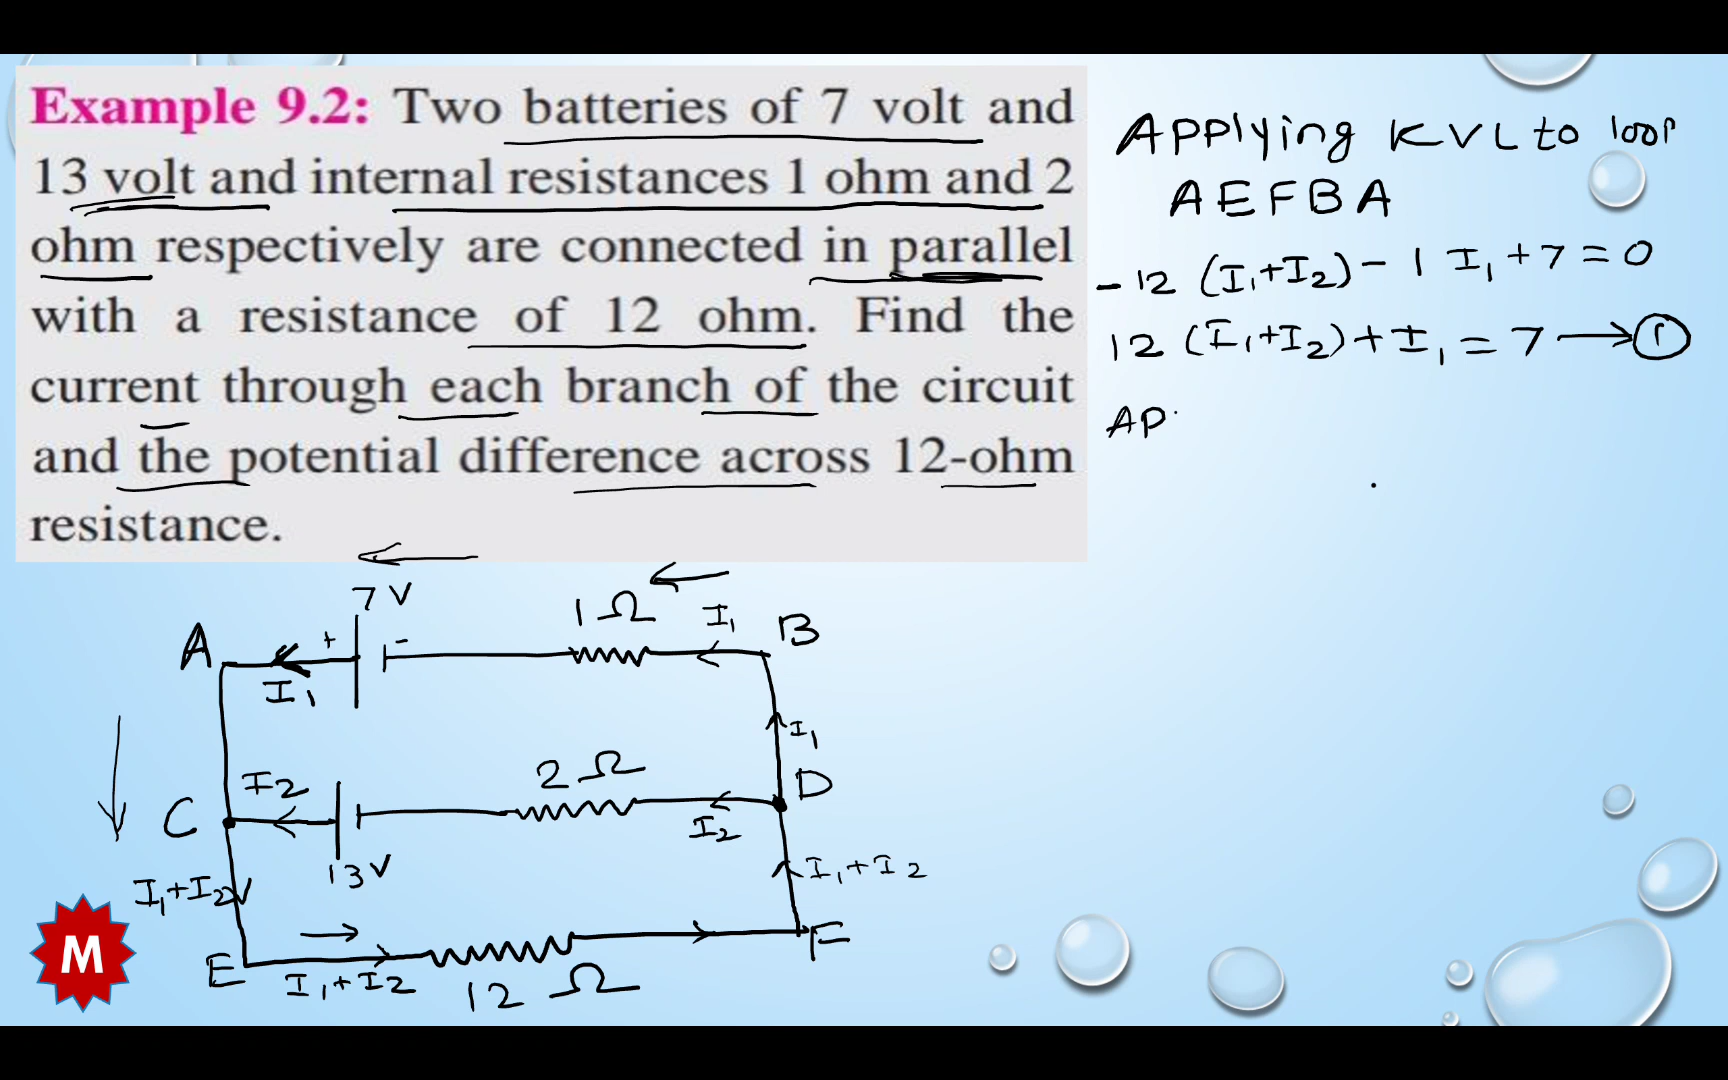 Example 9.2: Two batteries of 7 volt and
13 volt and internal resistances 1 ohm and 2
ohm respectively are connected in parallel
with a resistance of 12 ohm. Find the
current through each branch of the circuit
and the potential difference across 12-ohm
resistance.
Applying KVL to loop
AEFBA
-12 (I₁+I₂) - 1 I₁ + 7 = 0
12 (I₁+I₂) + I₁ = 7 → ①
AP
7 V
1 Ω
I₁
B
A
+
-
I₁
I₁
2 Ω
D
I₂
C
I₂
13 V
I₁+I₂
I₁+I₂
F
E
I₁+I₂
12 Ω
M